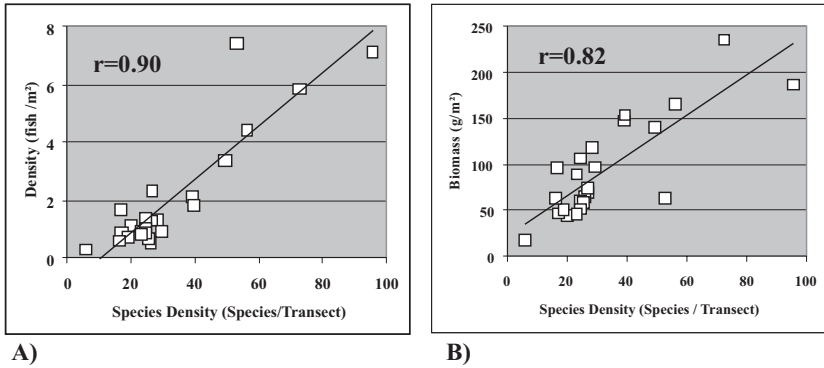 r=0.90
Density (fish /m²)
8
6
4
2
0
0 20 40 60 80 100
Species Density (Species/Transect)
A)
r=0.82
Biomass (g/m²)
250
200
150
100
50
0
0 20 40 60 80 100
Species Density (Species / Transect)
B)